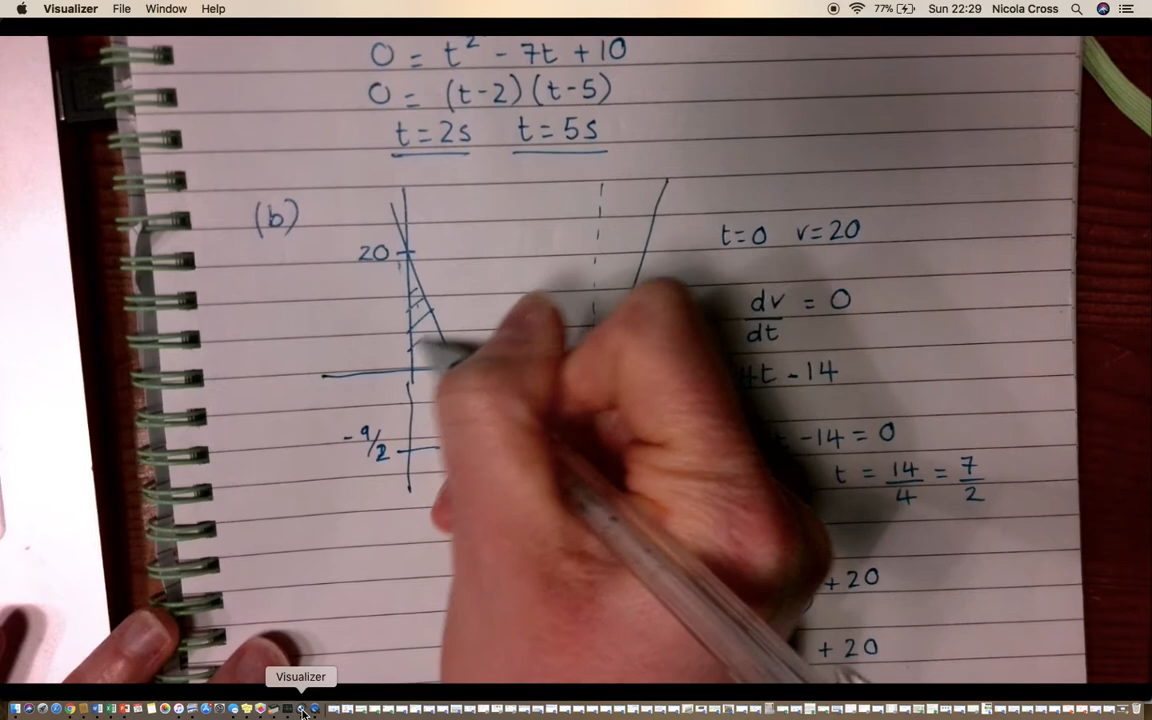 Visualizer File Window Help 77% Sun 22:29 Nicola Cross
0 = t² - 7t + 10
0 = (t-2)(t-5)
t = 2s t = 5s
(b)
20
-9/2
t=0 v=20
dv/dt = 0
4t - 14
-14 = 0
t = 14/4 = 7/2
+20
+ 20
Visualizer